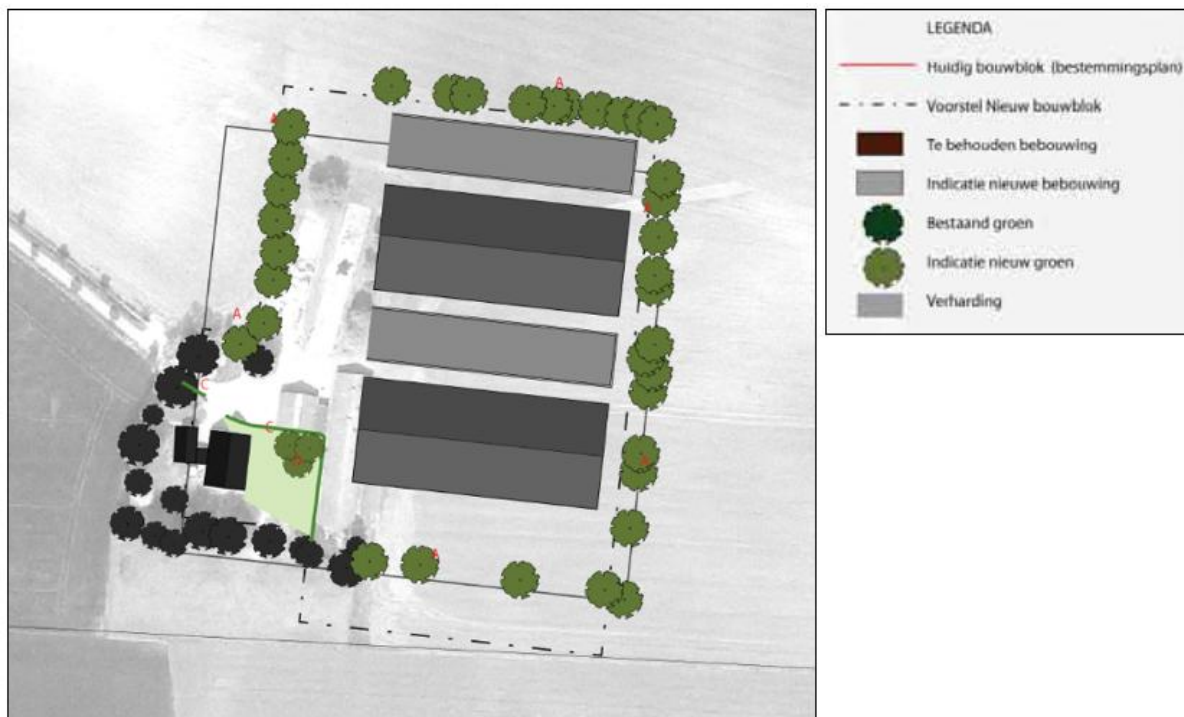 A
A
A
A
C
C
D
A
A
LEGENDA
Huidig bouwblok (bestemmingsplan)
Voorstel Nieuw bouwblok
Te behouden bebouwing
Indicatie nieuwe bebouwing
Bestaand groen
Indicatie nieuw groen
Verharding